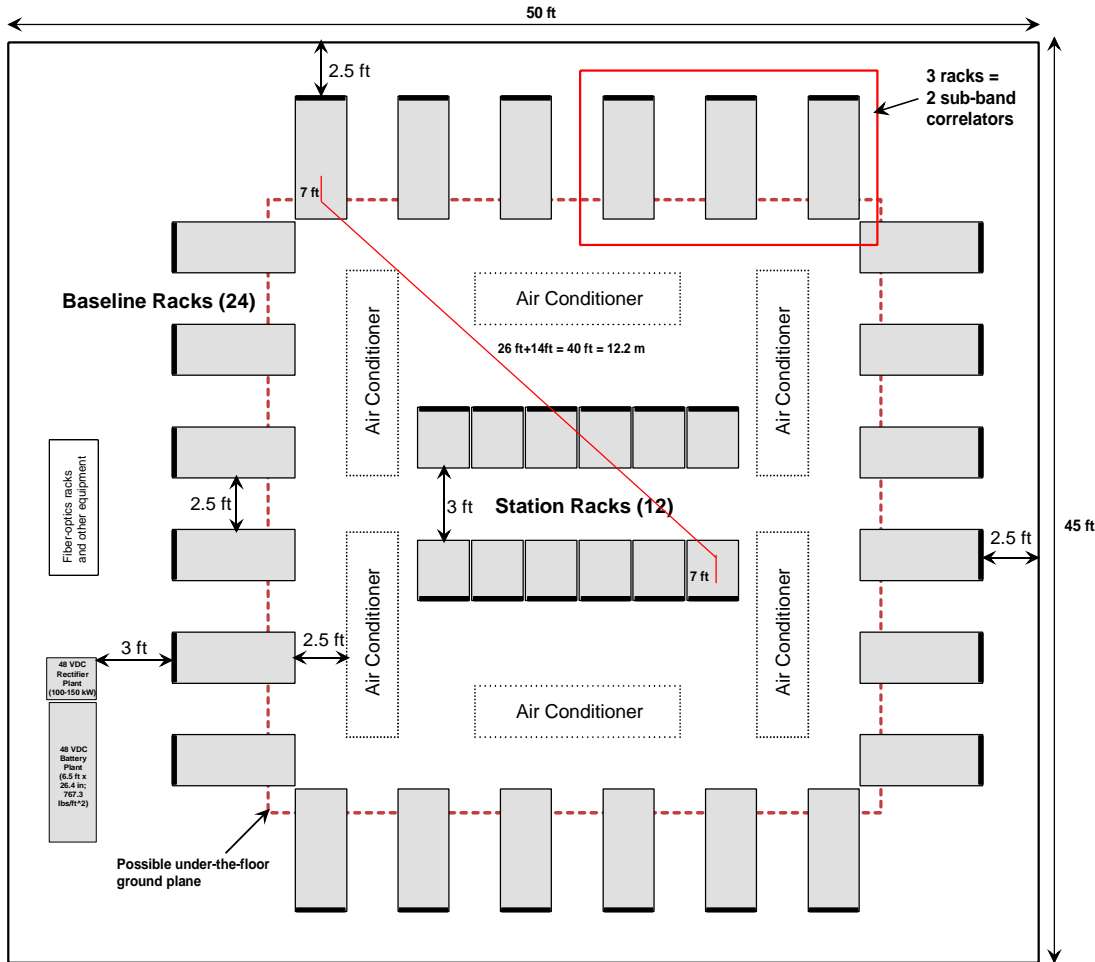 50 ft
2.5 ft
3 racks =
2 sub-band
correlators
7 ft
Baseline Racks (24)
Air Conditioner
Air Conditioner
Air Conditioner
26 ft+14ft = 40 ft = 12.2 m
Fiber-optics racks
and other equipment
2.5 ft
3 ft
Station Racks (12)
2.5 ft
45 ft
7 ft
3 ft
2.5 ft
Air Conditioner
Air Conditioner
48 VDC
Rectifier
Plant
(100-150 kW)
Air Conditioner
48 VDC
Battery
Plant
(6.5 ft x
26.4 in;
767.3
lbs/ft^2)
Possible under-the-floor
ground plane